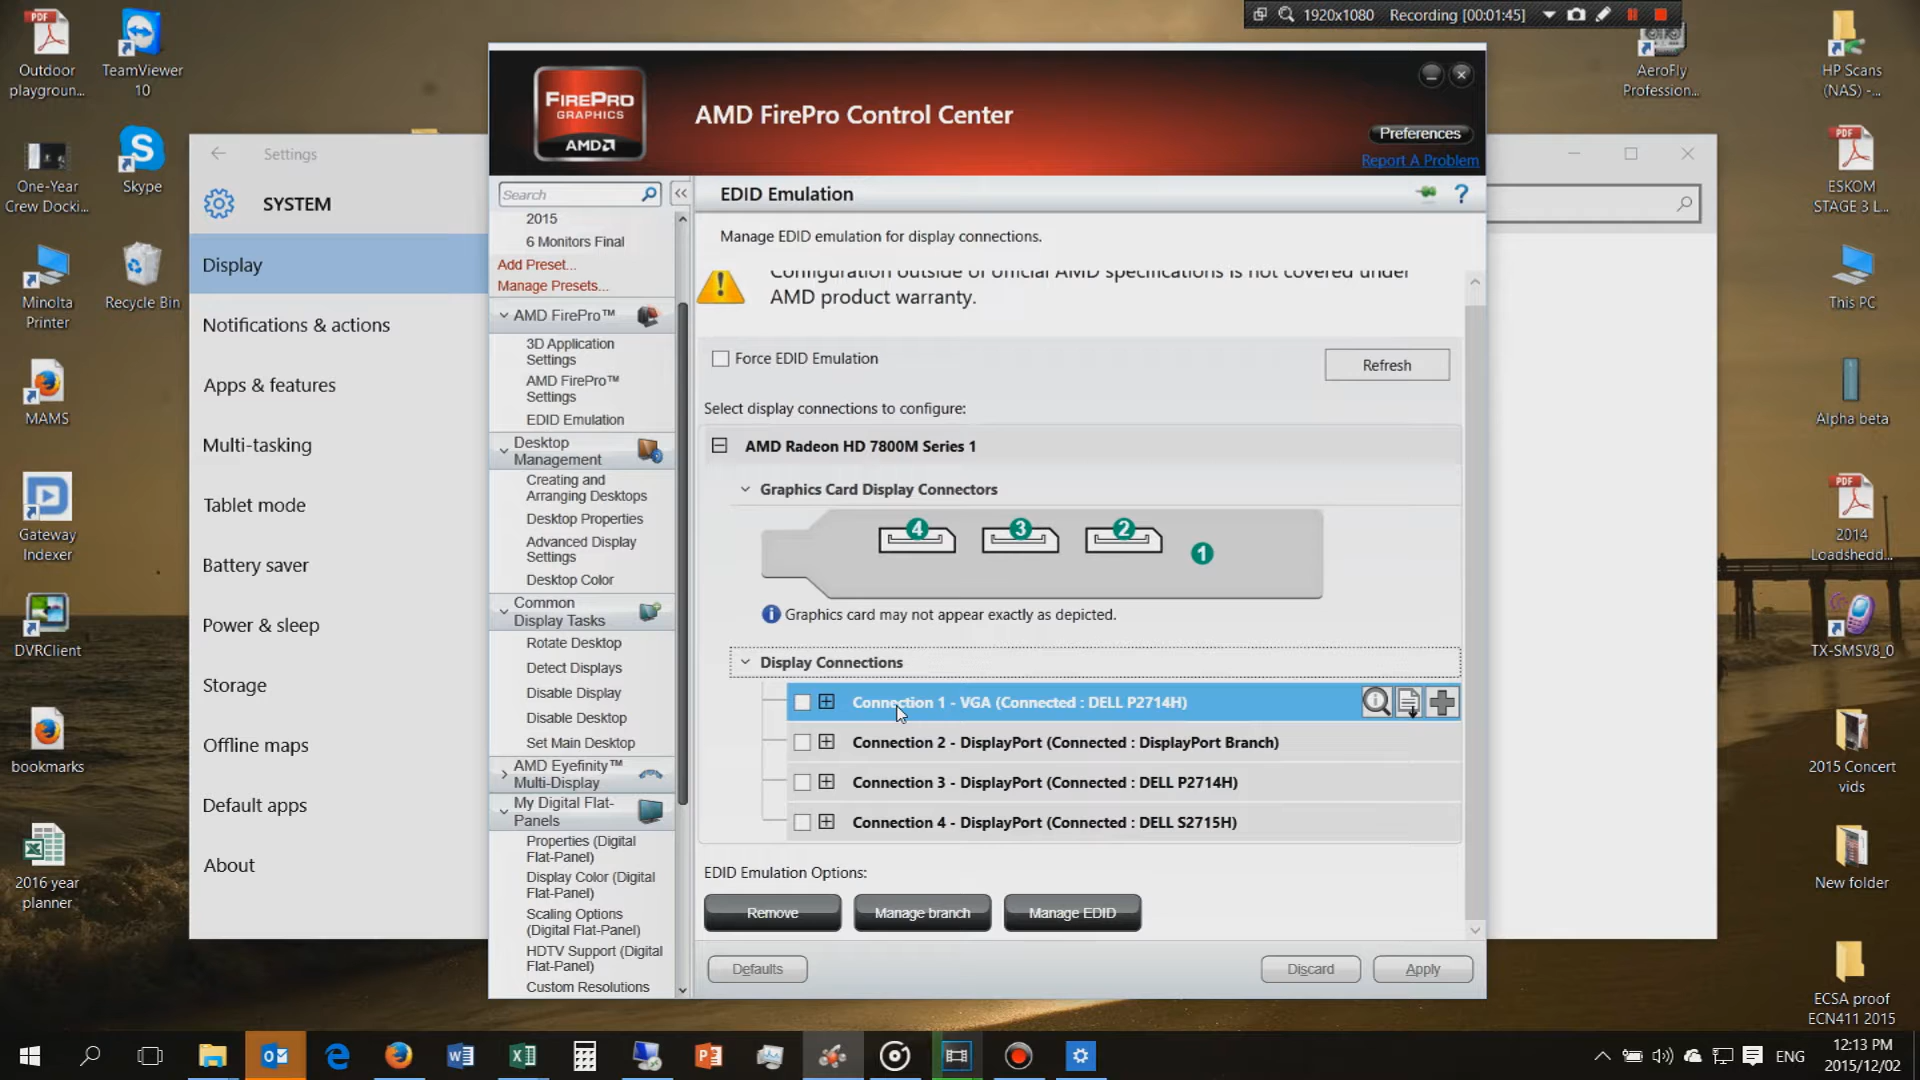 1920x1080 Recording [00:01:45]
Outdoor
playgroun...
TeamViewer
10
One-Year
Crew Docki...
Skype
Minolta
Printer
Recycle Bin
MAMS
Gateway
Indexer
DVRClient
bookmarks
2016 year
planner
Settings
SYSTEM
Display
Notifications & actions
Apps & features
Multi-tasking
Tablet mode
Battery saver
Power & sleep
Storage
Offline maps
Default apps
About
FIREPRO
GRAPHICS
AMD
AMD FirePro Control Center
Preferences
Report A Problem
Search
2015
6 Monitors Final
Add Preset...
Manage Presets...
AMD FirePro™
3D Application
Settings
AMD FirePro™
Settings
EDID Emulation
Desktop
Management
Creating and
Arranging Desktops
Desktop Properties
Advanced Display
Settings
Desktop Color
Common
Display Tasks
Rotate Desktop
Detect Displays
Disable Display
Disable Desktop
Set Main Desktop
AMD Eyefinity™
Multi-Display
My Digital Flat-
Panels
Properties (Digital
Flat-Panel)
Display Color (Digital
Flat-Panel)
Scaling Options
(Digital Flat-Panel)
HDTV Support (Digital
Flat-Panel)
Custom Resolutions
EDID Emulation
Manage EDID emulation for display connections.
Configuration outside of official AMD specifications is not covered under
AMD product warranty.
Force EDID Emulation
Refresh
Select display connections to configure:
AMD Radeon HD 7800M Series 1
Graphics Card Display Connectors
4 3 2 1
Graphics card may not appear exactly as depicted.
Display Connections
Connection 1 - VGA (Connected : DELL P2714H)
Connection 2 - DisplayPort (Connected : DisplayPort Branch)
Connection 3 - DisplayPort (Connected : DELL P2714H)
Connection 4 - DisplayPort (Connected : DELL S2715H)
EDID Emulation Options:
Remove Manage branch Manage EDID
Defaults Discard Apply
AeroFly
Profession...
HP Scans
(NAS) -...
ESKOM
STAGE 3 L...
This PC
Alpha beta
2014
Loadshedd...
TX-SMSV8_0
2015 Concert
vids
New folder
ECSA proof
ECN411 2015
ENG
12:13 PM
2015/12/02